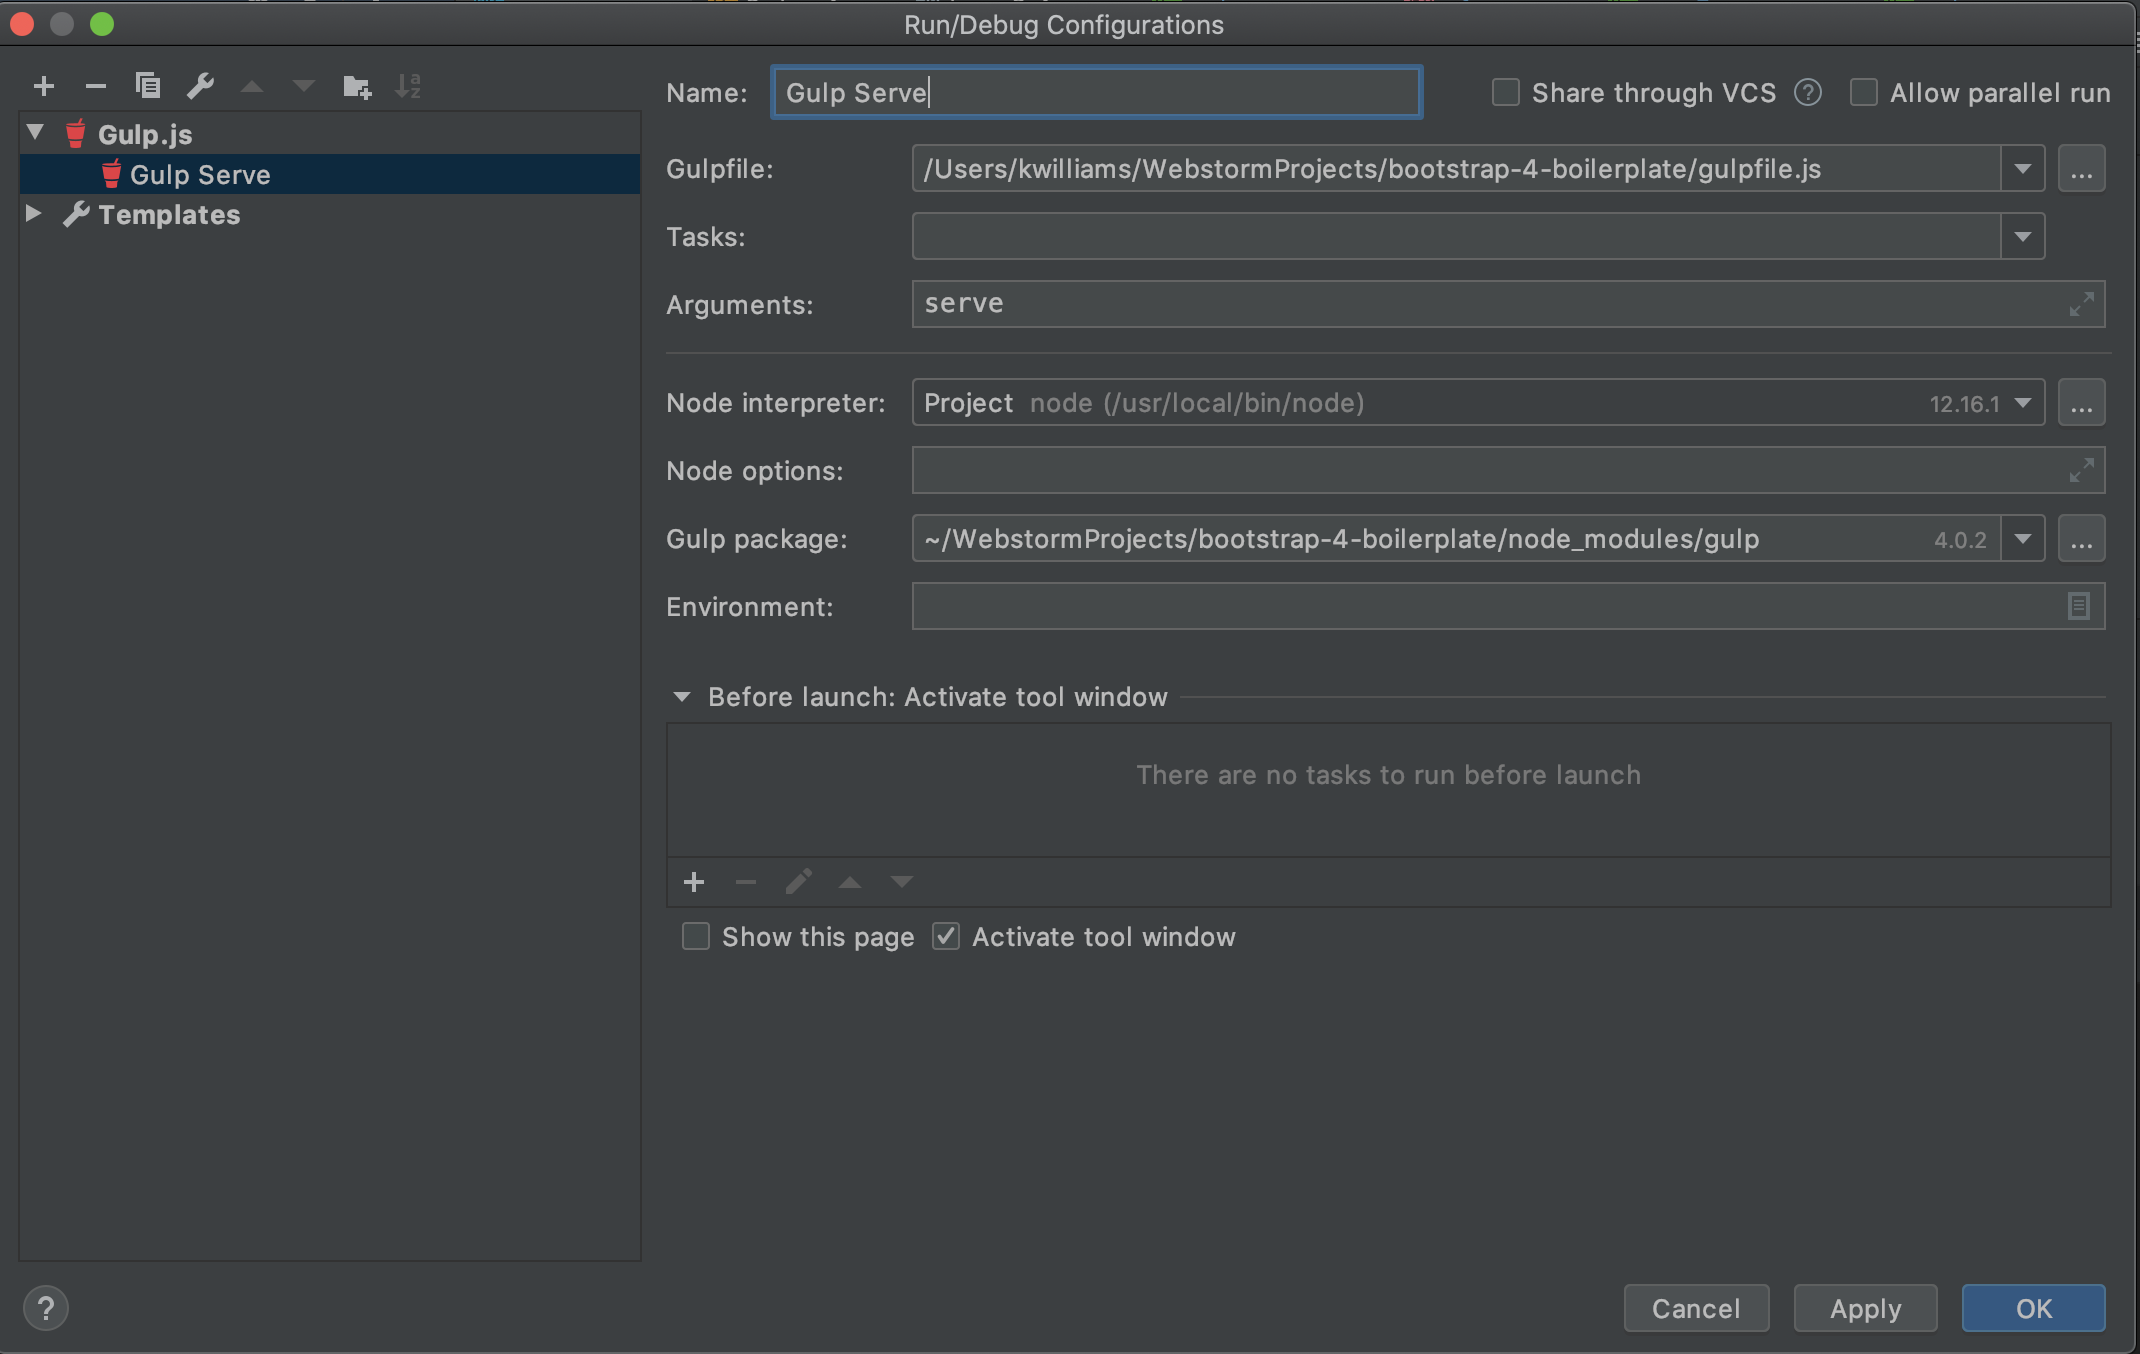 Run/Debug Configurations
Name: Gulp Serve Share through VCS ? Allow parallel run
Gulp.js
Gulp Serve
Templates
Gulpfile: /Users/kwilliams/WebstormProjects/bootstrap-4-boilerplate/gulpfile.js ...
Tasks:
Arguments: serve
Node interpreter: Project node (/usr/local/bin/node) 12.16.1 ...
Node options:
Gulp package: ~/WebstormProjects/bootstrap-4-boilerplate/node_modules/gulp 4.0.2 ...
Environment:
Before launch: Activate tool window
There are no tasks to run before launch
Show this page Activate tool window
? Cancel Apply OK